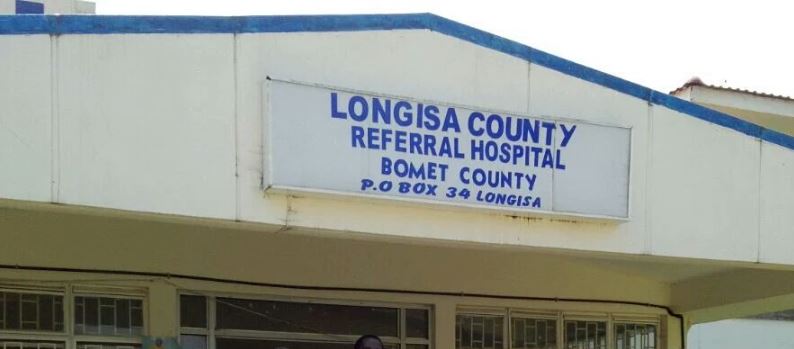 LONGISA COUNTY
REFERRAL HOSPITAL
BOMET COUNTY
P.O BOX 34 LONGISA